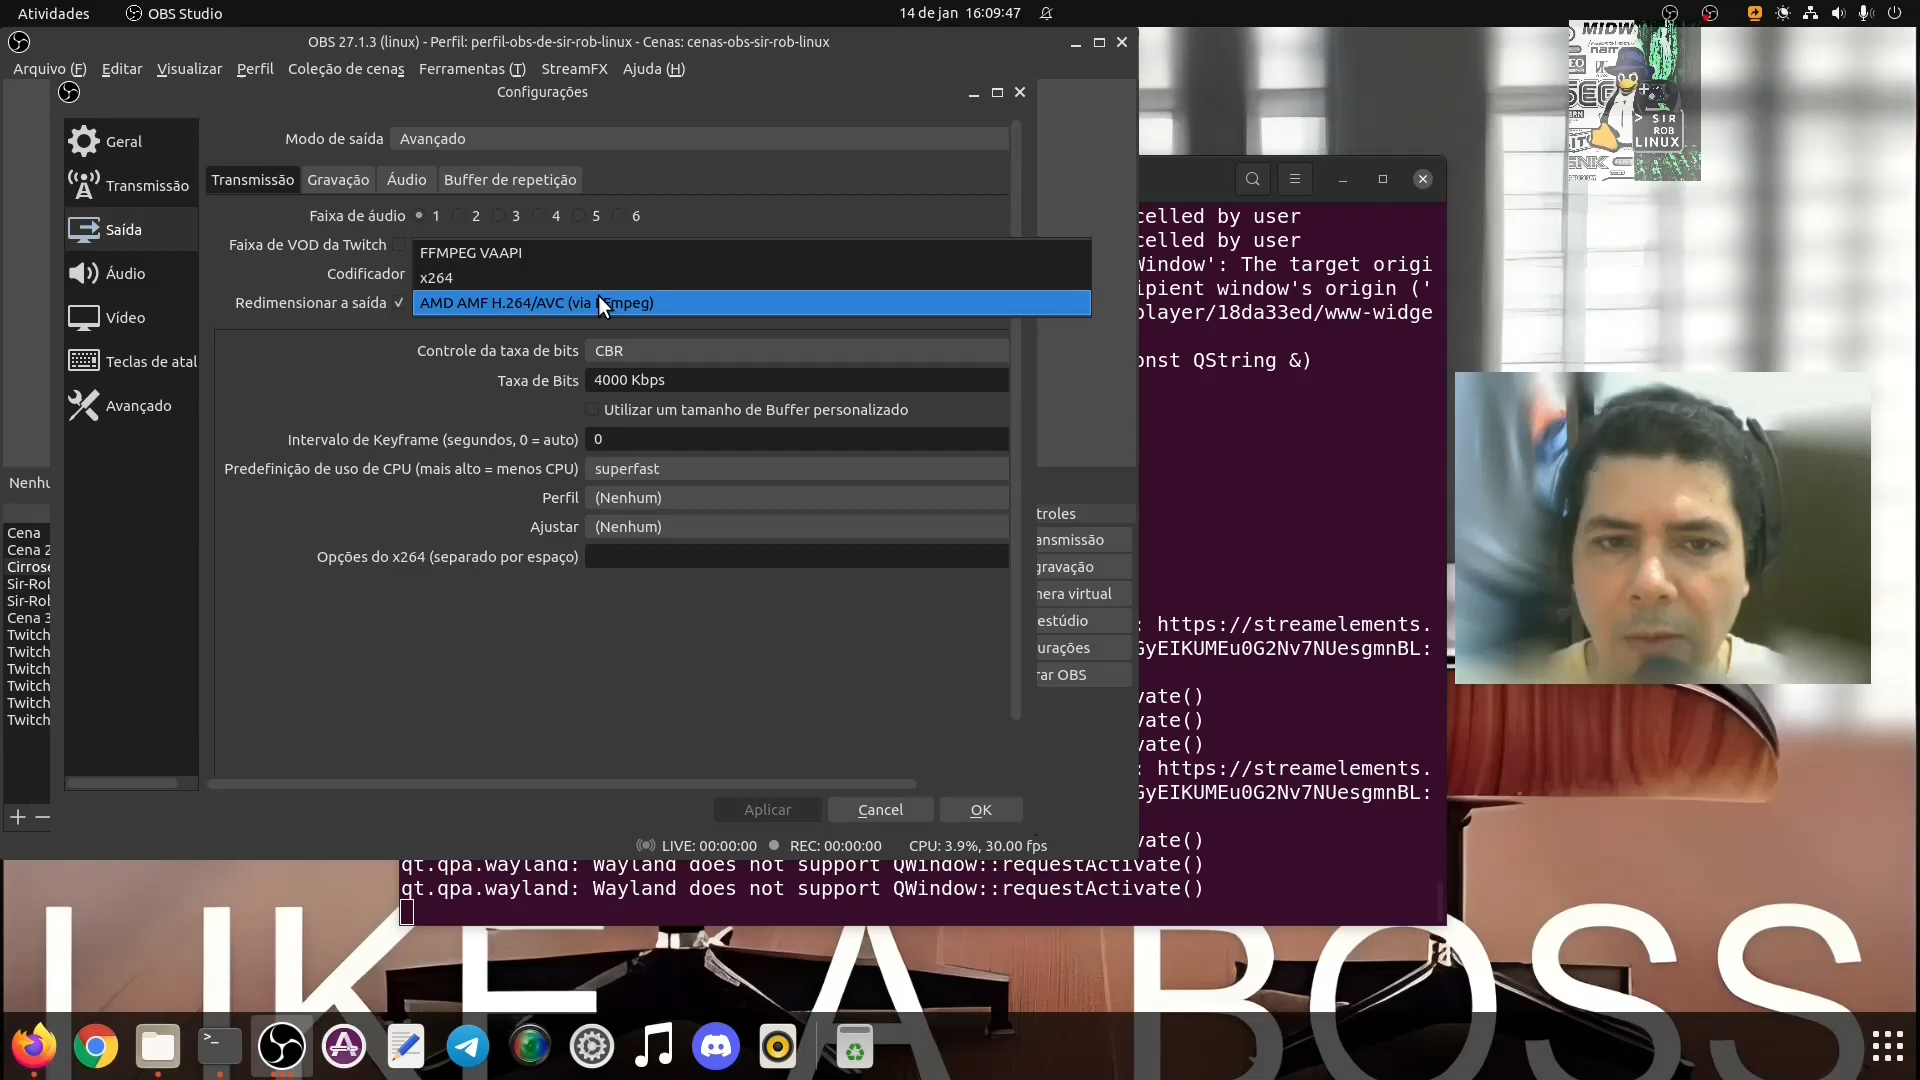 Atividades
OBS Studio
14 de jan 16:09:47
OBS 27.1.3 (linux) - Perfil: perfil-obs-de-sir-rob-linux - Cenas: cenas-obs-sir-rob-linux
Arquivo (F) Editar Visualizar Perfil Coleção de cenas Ferramentas (T) StreamFX Ajuda (H)
Configurações
Geral
Transmissão
Saída
Áudio
Vídeo
Teclas de atal
Avançado
Modo de saída Avançado
Transmissão Gravação Áudio Buffer de repetição
Faixa de áudio 1 2 3 4 5 6
Faixa de VOD da Twitch
FFMPEG VAAPI
Codificador
x264
Redimensionar a saída
AMD AMF H.264/AVC (via FFmpeg)
Controle da taxa de bits CBR
Taxa de Bits 4000 Kbps
Utilizar um tamanho de Buffer personalizado
Intervalo de Keyframe (segundos, 0 = auto) 0
Predefinição de uso de CPU (mais alto = menos CPU) superfast
Perfil (Nenhum)
Ajustar (Nenhum)
Opções do x264 (separado por espaço)
Aplicar Cancel OK
LIVE: 00:00:00 REC: 00:00:00 CPU: 3.9%, 30.00 fps
Nenhu
Cena
Cena 2
Cirrose
Sir-Rob
Sir-Rob
Cena 3
Twitch
Twitch
Twitch
Twitch
Twitch
Twitch
troles
ansmissão
gravação
nera virtual
estúdio
urações
rar OBS
celled by user
celled by user
Window': The target origi
ipient window's origin ('
player/18da33ed/www-widge
onst QString &)
: https://streamelements.
GyEIKUMEu0G2Nv7NUesgmnBL:
vate()
vate()
vate()
: https://streamelements.
GyEIKUMEu0G2Nv7NUesgmnBL:
vate()
qt.qpa.wayland: Wayland does not support QWindow::requestActivate()
qt.qpa.wayland: Wayland does not support QWindow::requestActivate()
MIDW
SEG
> SIR
ROB
LINUX
LIKE A BOSS